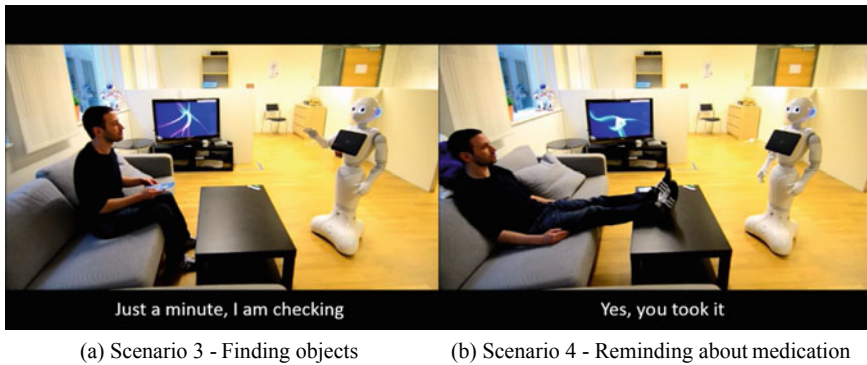 Just a minute, I am checking
Yes, you took it
(a) Scenario 3 - Finding objects
(b) Scenario 4 - Reminding about medication